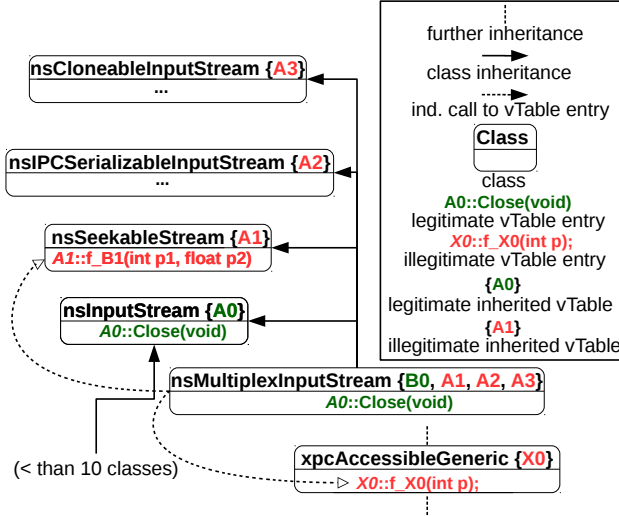 nsCloneableInputStream {A3}
...
nsIPCSerializableInputStream {A2}
...
nsSeekableStream {A1}
A1::f_B1(int p1, float p2)
nsInputStream {A0}
A0::Close(void)
nsMultiplexInputStream {B0, A1, A2, A3}
A0::Close(void)
(< than 10 classes)
xpcAccessibleGeneric {X0}
X0::f_X0(int p);
further inheritance
class inheritance
ind. call to vTable entry
Class
class
A0::Close(void)
legitimate vTable entry
X0::f_X0(int p);
illegitimate vTable entry
{A0}
legitimate inherited vTable
{A1}
illegitimate inherited vTable